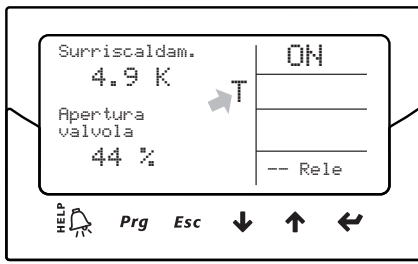 Surriscaldam.
4.9 K
Apertura
valvola
44 %
T
ON
-- Rele
HELP
Prg
Esc